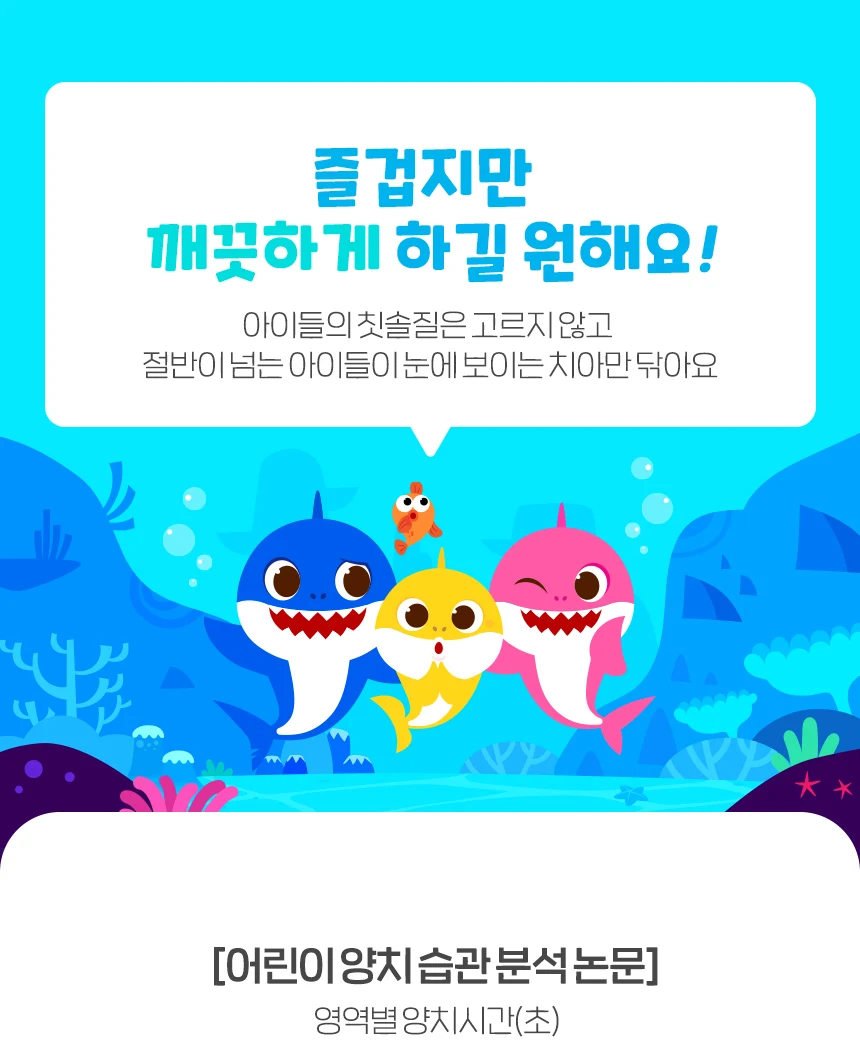 즐겁지만
깨끗하게 하길 원해요!
아이들의 칫솔질은 고르지 않고
절반이 넘는 아이들이 눈에 보이는 치아만 닦아요
[어린이 양치 습관 분석 논문]
영역별 양치시간(초)